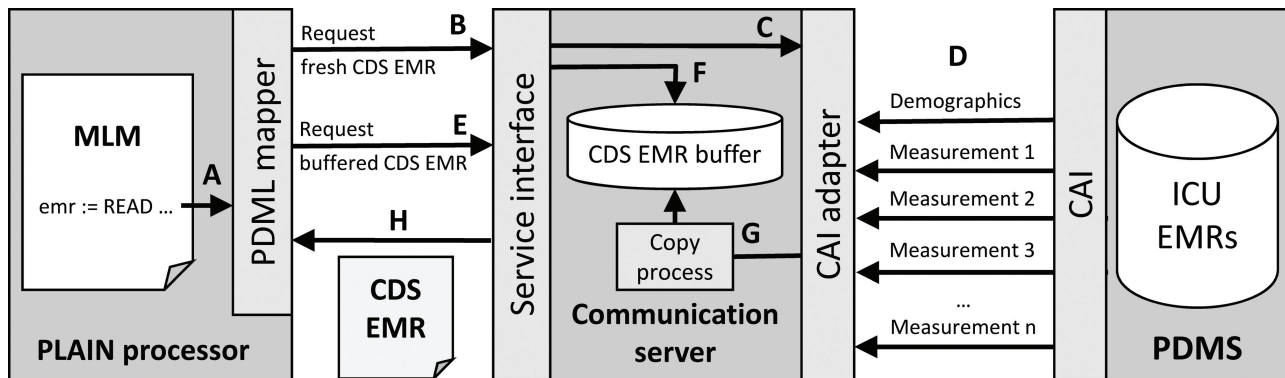 MLM
emr := READ ...
A
PLAIN processor
PDML mapper
Request
B
fresh CDS EMR
Request
E
buffered CDS EMR
H
CDS
EMR
Service interface
C
F
CDS EMR buffer
Copy
process
G
Communication
server
CAI adapter
D
Demographics
Measurement 1
Measurement 2
Measurement 3
...
Measurement n
CAI
ICU
EMRs
PDMS